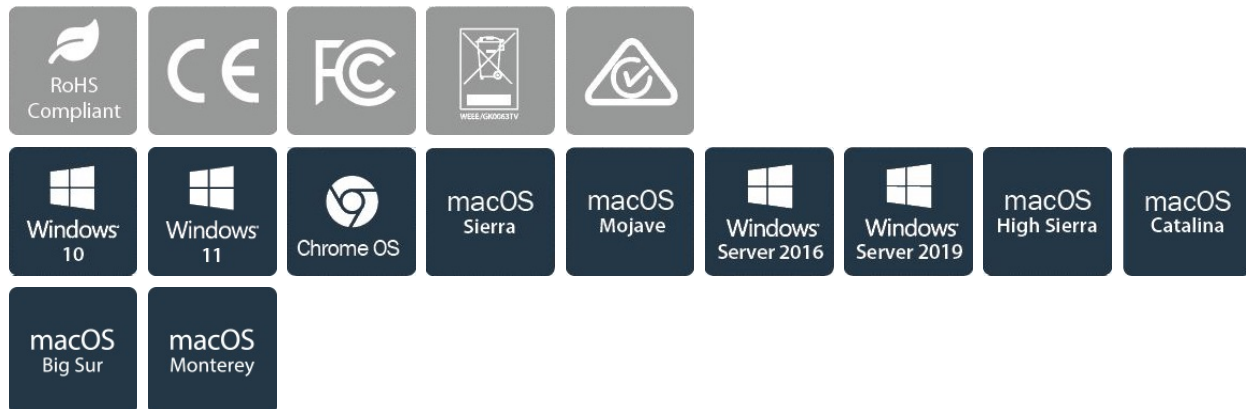 RoHS
Compliant
CE
FC
WEEE/GK0083TV
Windows
10
Windows
11
Chrome OS
macOS
Sierra
macOS
Mojave
Windows
Server 2016
Windows
Server 2019
macOS
High Sierra
macOS
Catalina
macOS
Big Sur
macOS
Monterey